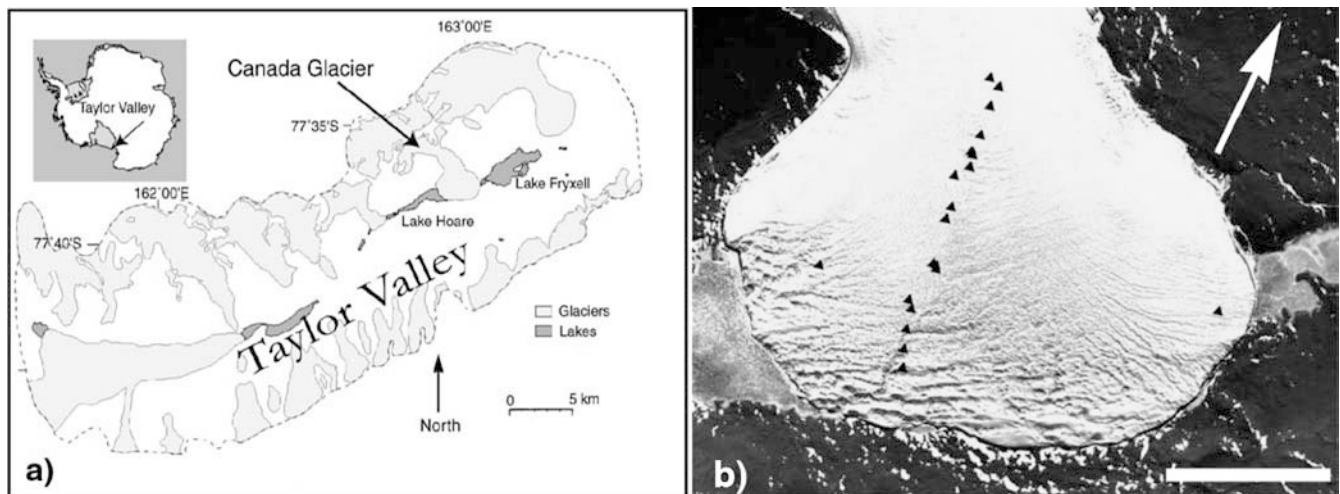 163°00'E
Canada Glacier
Taylor Valley
77°35'S
Lake Fryxell
162°00'E
Lake Hoare
77°40'S
Taylor Valley
Glaciers
Lakes
0 5 km
North
a)
b)